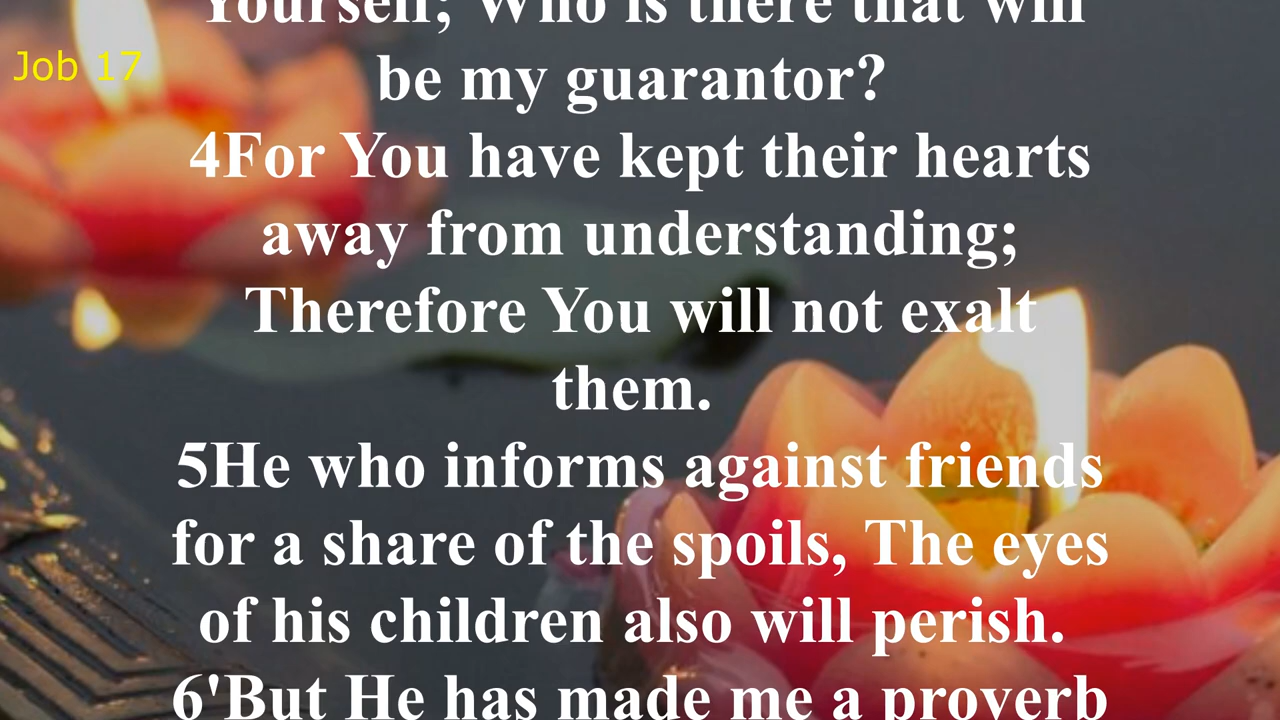 Yourself; Who is there that will
Job 17
be my guarantor?
4For You have kept their hearts
away from understanding;
Therefore You will not exalt
them.
5He who informs against friends
for a share of the spoils, The eyes
of his children also will perish.
6'But He has made me a proverb